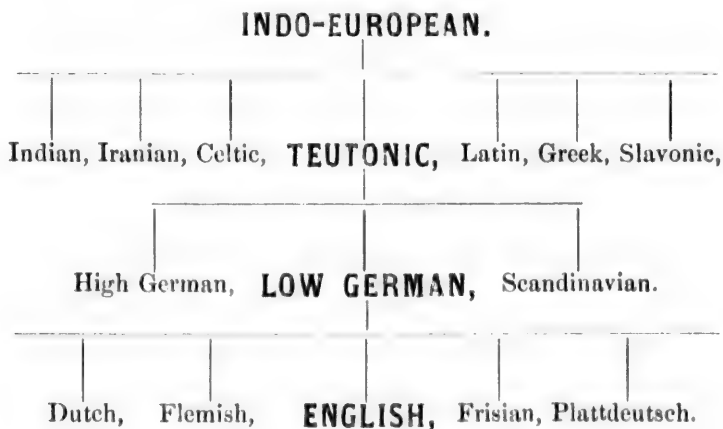 INDO-EUROPEAN.
Indian, Iranian, Celtic, TEUTONIC, Latin, Greek, Slavonic,
High German, LOW GERMAN, Scandinavian.
Dutch, Flemish, ENGLISH, Frisian, Plattdeutsch.